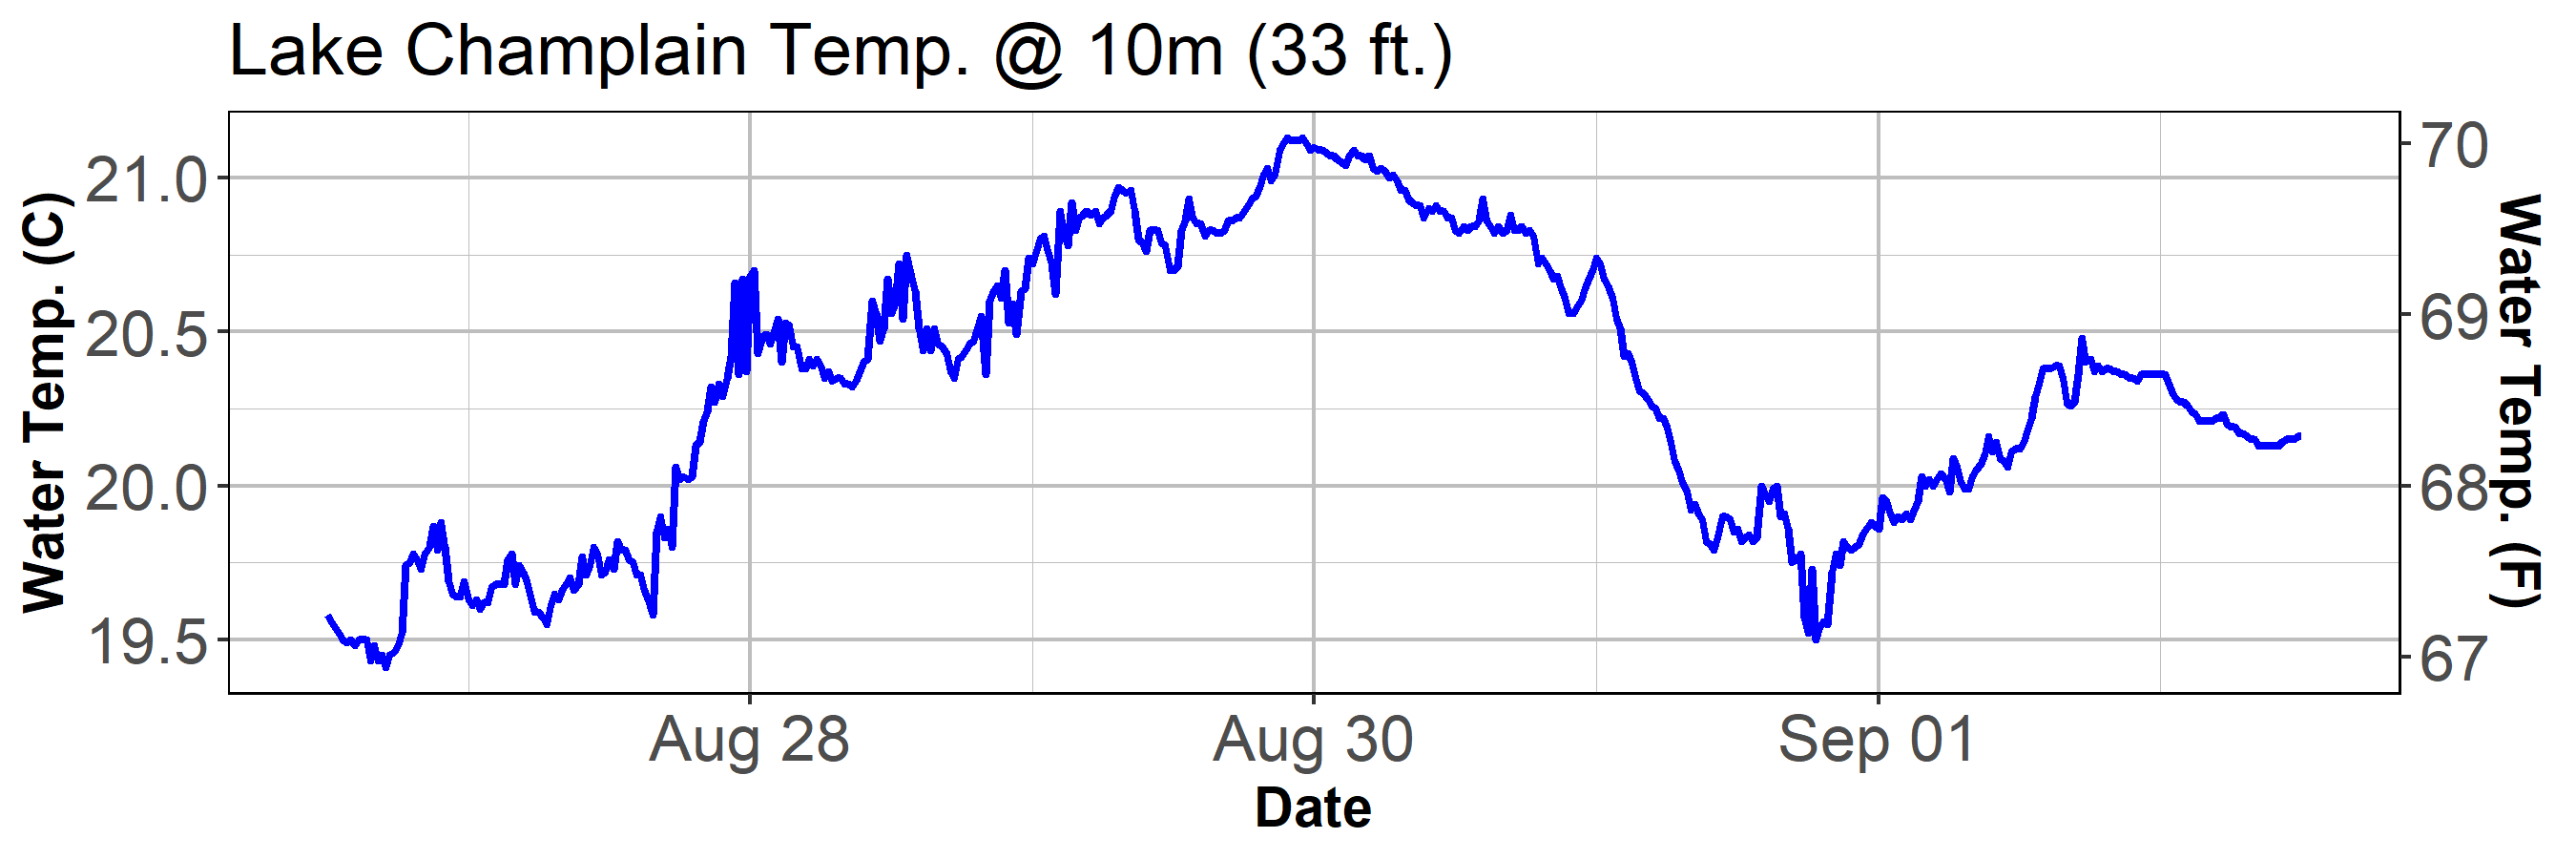 Lake Champlain Temp. @ 10m (33 ft.)
Water Temp. (C)
21.0
20.5
20.0
19.5
70
69
68
67
Water Temp. (F)
Aug 28
Aug 30
Sep 01
Date